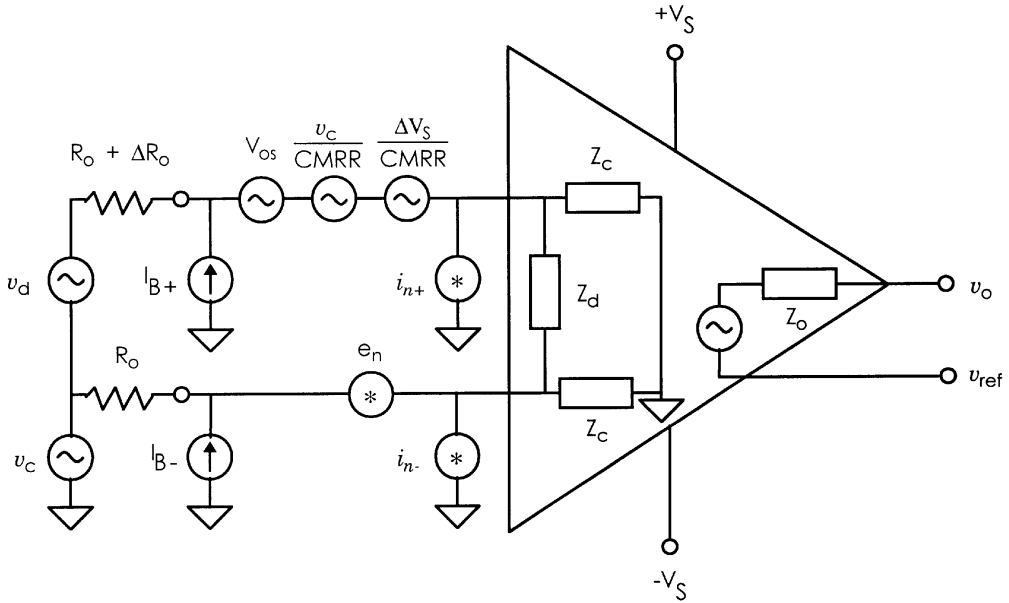 +V_S
R_o + ΔR_o
V_os
v_c
CMRR
ΔV_S
CMRR
Z_c
v_d
I_B+
*
i_n+
Z_d
Z_o
v_o
R_o
e_n
*
v_ref
Z_c
v_c
I_B-
i_n-
*
-V_S